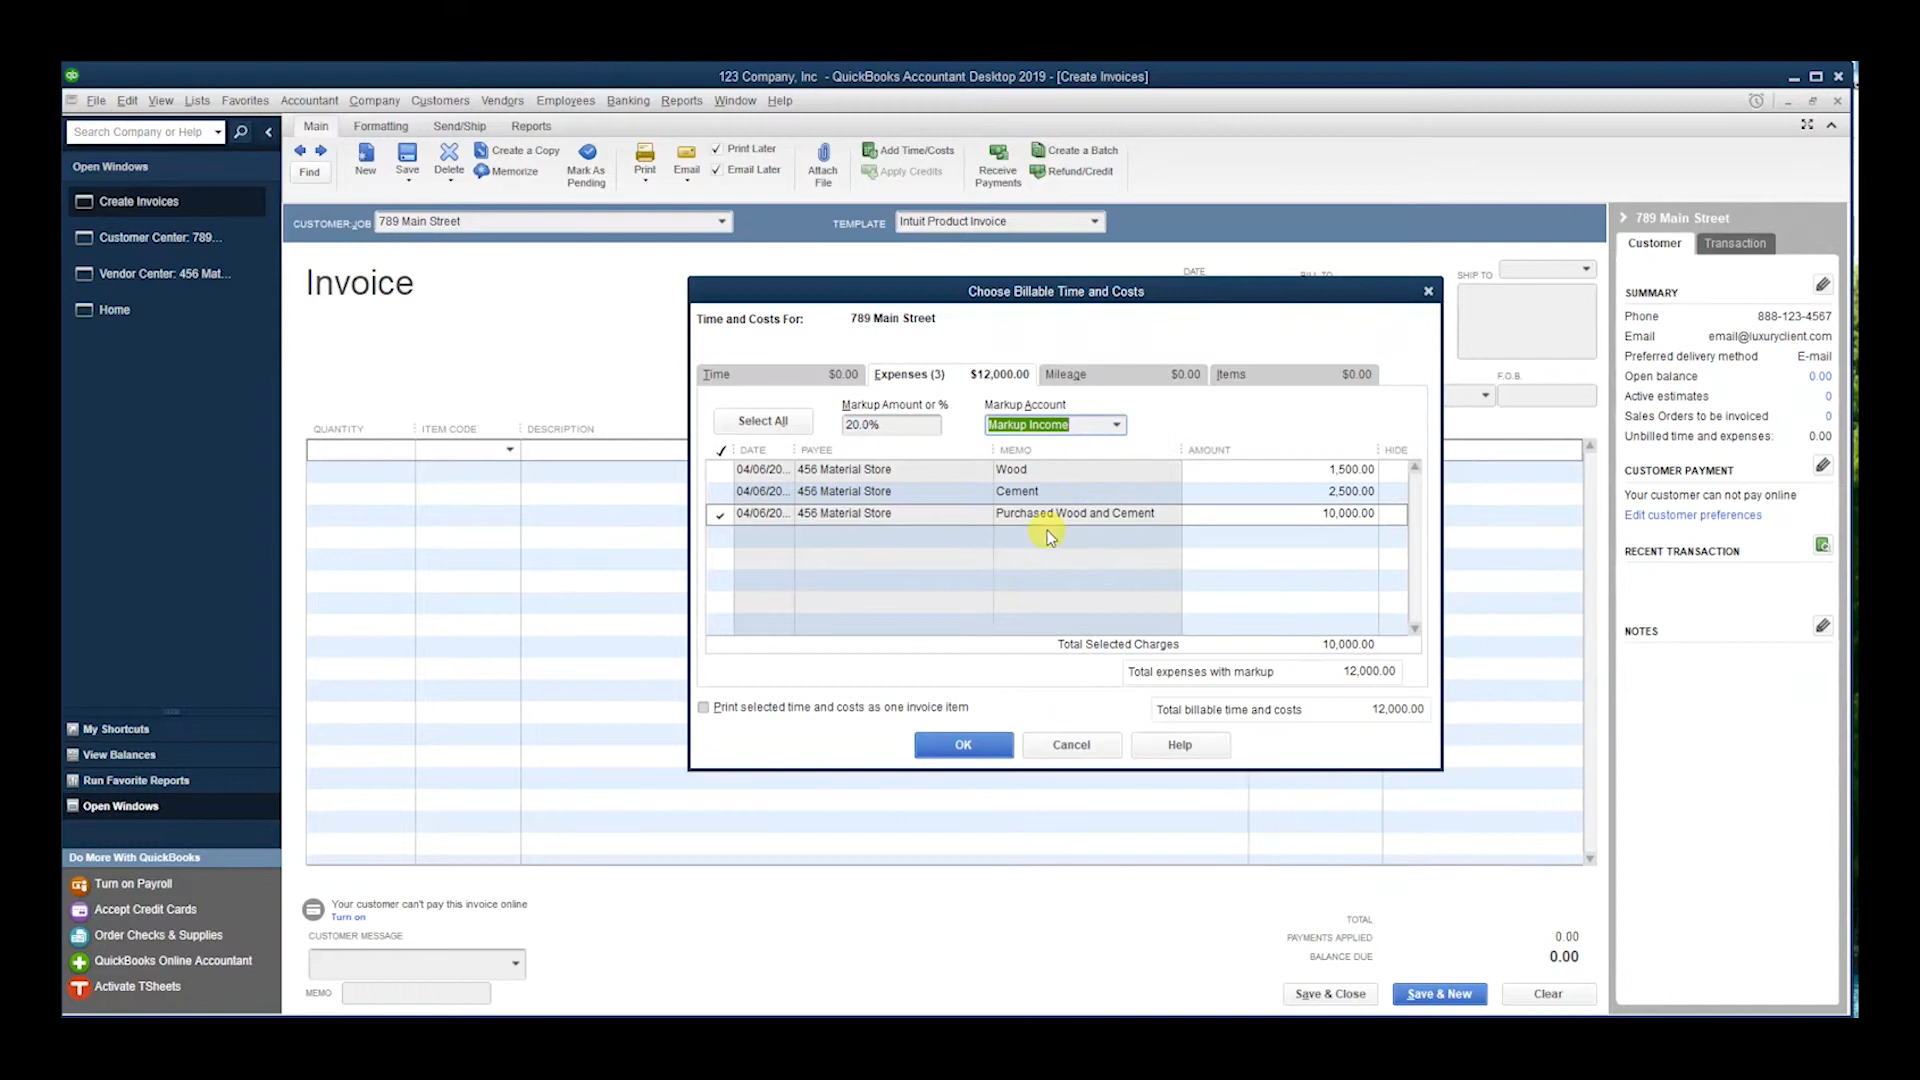 123 Company, Inc - QuickBooks Accountant Desktop 2019 - [Create Invoices]
File Edit View Lists Favorites Accountant Company Customers Vendors Employees Banking Reports Window Help
Search Company or Help
Main Formatting Send/Ship Reports
Find
New
Save
Delete
Create a Copy
Memorize
Mark As
Pending
Print
Email
Print Later
Email Later
Attach
File
Add Time/Costs
Apply Credits
Receive
Payments
Create a Batch
Refund/Credit
Open Windows
Create Invoices
Customer Center: 789...
Vendor Center: 456 Mat...
Home
My Shortcuts
View Balances
Run Favorite Reports
Open Windows
Do More With QuickBooks
Turn on Payroll
Accept Credit Cards
Order Checks & Supplies
QuickBooks Online Accountant
Activate TSheets
CUSTOMER:JOB 789 Main Street TEMPLATE Intuit Product Invoice
Invoice
DATE
BILL TO
SHIP TO
F.O.B.
QUANTITY ITEM CODE DESCRIPTION
Choose Billable Time and Costs
Time and Costs For: 789 Main Street
Time $0.00 Expenses (3) $12,000.00 Mileage $0.00 Items $0.00
Select All
Markup Amount or %
20.0%
Markup Account
Markup Income
DATE PAYEE MEMO AMOUNT HIDE
04/06/20... 456 Material Store Wood 1,500.00
04/06/20... 456 Material Store Cement 2,500.00
04/06/20... 456 Material Store Purchased Wood and Cement 10,000.00
Total Selected Charges 10,000.00
Total expenses with markup 12,000.00
Print selected time and costs as one invoice item
Total billable time and costs 12,000.00
OK Cancel Help
Your customer can't pay this invoice online
Turn on
CUSTOMER MESSAGE
MEMO
TOTAL
PAYMENTS APPLIED 0.00
BALANCE DUE 0.00
Save & Close Save & New Clear
789 Main Street
Customer Transaction
SUMMARY
Phone 888-123-4567
Email email@luxuryclient.com
Preferred delivery method E-mail
Open balance 0.00
Active estimates 0
Sales Orders to be invoiced 0
Unbilled time and expenses: 0.00
CUSTOMER PAYMENT
Your customer can not pay online
Edit customer preferences
RECENT TRANSACTION
NOTES